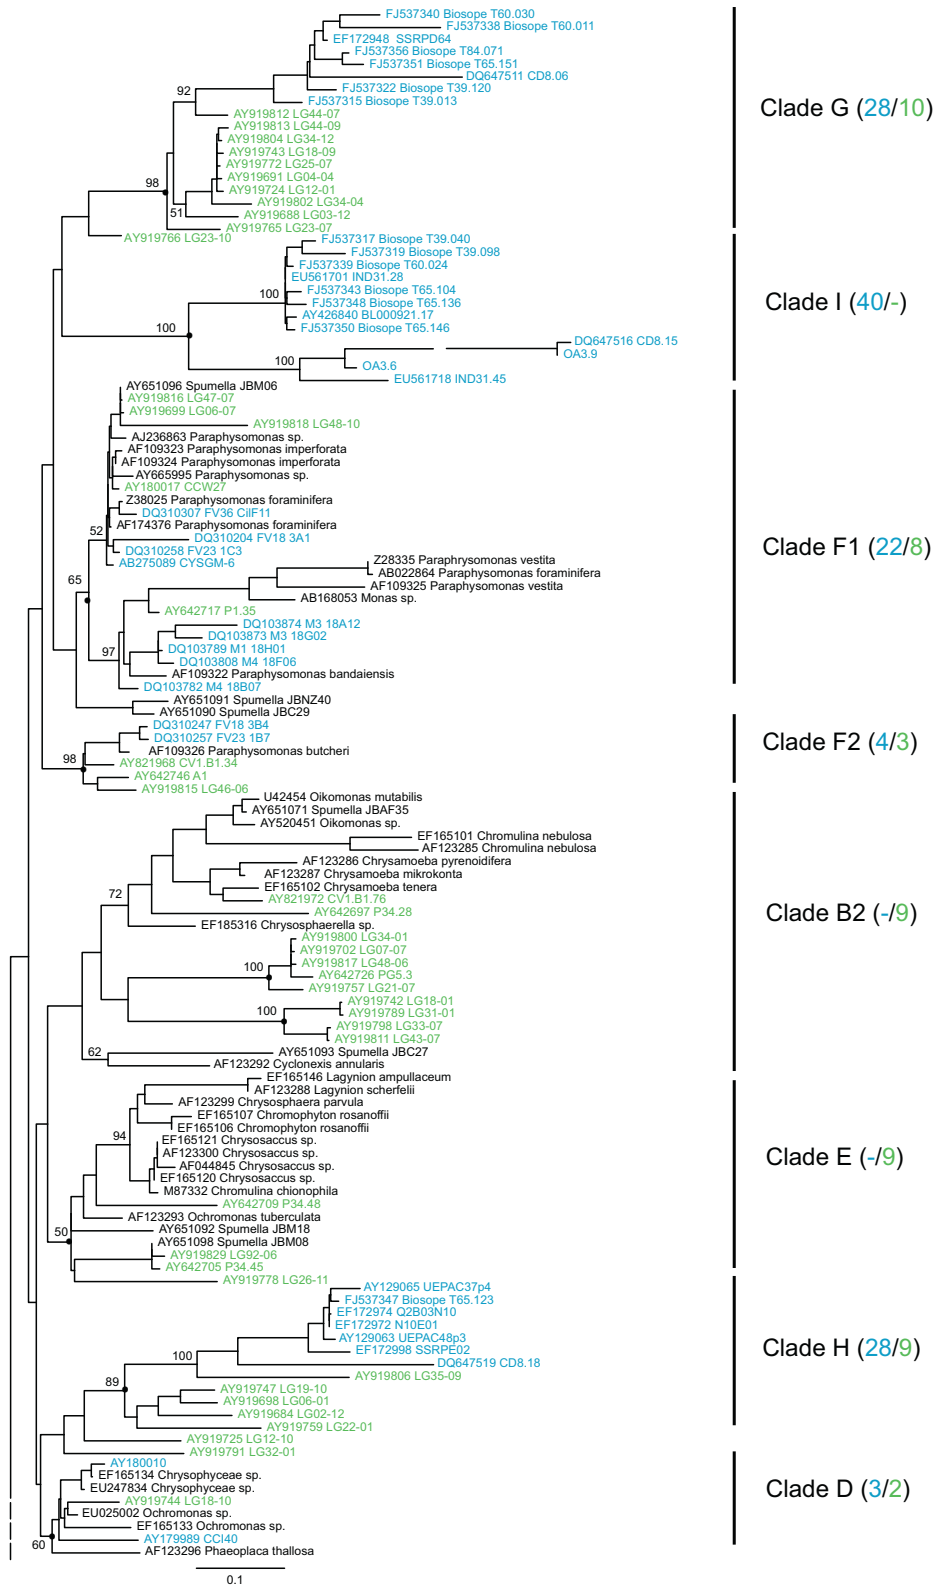 FJ537340 Biosope T60.030
FJ537338 Biosope T60.011
EF172948 SSRPD64
FJ537356 Biosope T84.071
FJ537351 Biosope T65.151
DQ647511 CD8.06
FJ537322 Biosope T39.120
92
FJ537315 Biosope T39.013
Clade G (28/10)
AY919812 LG44-07
AY919813 LG44-09
AY919804 LG34-12
AY919743 LG18-09
AY919772 LG25-07
AY919691 LG04-04
98
AY919724 LG12-01
AY919802 LG34-04
51
AY919688 LG03-12
AY919765 LG23-07
AY919766 LG23-10
FJ537317 Biosope T39.040
FJ537319 Biosope T39.098
FJ537339 Biosope T60.024
EU561701 IND31.28
FJ537343 Biosope T65.104
100
FJ537348 Biosope T65.136
Clade I (40/-)
AY426840 BL000921.17
FJ537350 Biosope T65.146
100
DQ647516 CD8.15
OA3.9
100
OA3.6
EU561718 IND31.45
AY651096 Spumella JBM06
AY919816 LG47-07
AY919699 LG06-07
AY919818 LG48-10
AJ236863 Paraphysomonas sp.
AF109323 Paraphysomonas imperforata
AF109324 Paraphysomonas imperforata
AY665995 Paraphysomonas sp.
AY180017 CCW27
Z38025 Paraphysomonas foraminifera
DQ310307 FV36 CilF11
AF174376 Paraphysomonas foraminifera
52
DQ310204 FV18 3A1
Clade F1 (22/8)
DQ310258 FV23 1C3
AB275089 CYSGM-6
Z28335 Paraphrysomonas vestita
AB022864 Paraphysomonas foraminifera
65
AF109325 Paraphysomonas vestita
AB168053 Monas sp.
AY642717 P1.35
DQ103874 M3 18A12
DQ103873 M3 18G02
97
DQ103789 M1 18H01
DQ103808 M4 18F06
AF109322 Paraphysomonas bandaiensis
DQ103782 M4 18B07
AY651091 Spumella JBNZ40
AY651090 Spumella JBC29
DQ310247 FV18 3B4
DQ310257 FV23 1B7
Clade F2 (4/3)
AF109326 Paraphysomonas butcheri
98
AY821968 CV1.B1.34
AY642746 A1
AY919815 LG46-06
U42454 Oikomonas mutabilis
AY651071 Spumella JBAF35
AY520451 Oikomonas sp.
EF165101 Chromulina nebulosa
AF123285 Chromulina nebulosa
AF123286 Chrysamoeba pyrenoidifera
AF123287 Chrysamoeba mikrokonta
EF165102 Chrysamoeba tenera
72
AY821972 CV1.B1.76
AY642697 P34.28
Clade B2 (-/9)
EF185316 Chrysosphaerella sp.
AY919800 LG34-01
AY919702 LG07-07
AY919817 LG48-06
100
AY642726 PG5.3
AY919757 LG21-07
AY919742 LG18-01
100
AY919789 LG31-01
AY919798 LG33-07
AY919811 LG43-07
62
AY651093 Spumella JBC27
AF123292 Cyclonexis annularis
EF165146 Lagynion ampullaceum
AF123288 Lagynion scherfelii
AF123299 Chrysosphaera parvula
EF165107 Chromophyton rosanoffii
EF165106 Chromophyton rosanoffii
94
EF165121 Chrysosaccus sp.
AF123300 Chrysosaccus sp.
Clade E (-/9)
AF044845 Chrysosaccus sp.
EF165120 Chrysosaccus sp.
M87332 Chromulina chionophila
AY642709 P34.48
AF123293 Ochromonas tuberculata
50
AY651092 Spumella JBM18
AY651098 Spumella JBM08
AY919829 LG92-06
AY642705 P34.45
AY919778 LG26-11
AY129065 UEPAC37p4
FJ537347 Biosope T65.123
EF172974 Q2B03N10
EF172972 N10E01
AY129063 UEPAC48p3
Clade H (28/9)
100
EF172998 SSRPE02
DQ647519 CD8.18
AY919806 LG35-09
89
AY919747 LG19-10
AY919698 LG06-01
AY919684 LG02-12
AY919759 LG22-01
AY919725 LG12-10
AY919791 LG32-01
AY180010
EF165134 Chrysophyceae sp.
EU247834 Chrysophyceae sp.
Clade D (3/2)
AY919744 LG18-10
EU025002 Ochromonas sp.
EF165133 Ochromonas sp.
60
AY179989 CCI40
AF123296 Phaeoplaca thallosa
0.1